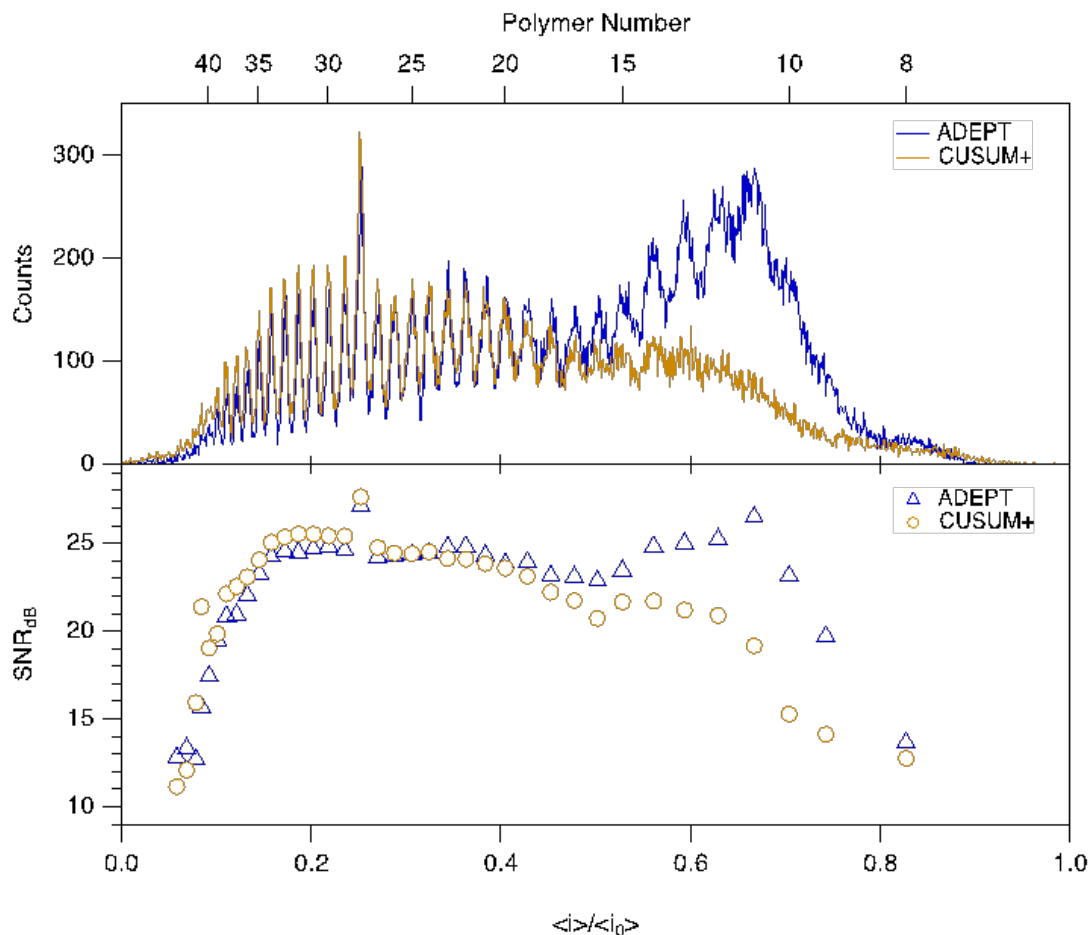 Polymer Number
40 35 30 25 20 15 10 8
300
200
100
0
Counts
ADEPT
CUSUM+
25
20
15
10
SNR_dB
ADEPT
CUSUM+
0.0 0.2 0.4 0.6 0.8 1.0
<i>/<i₀>